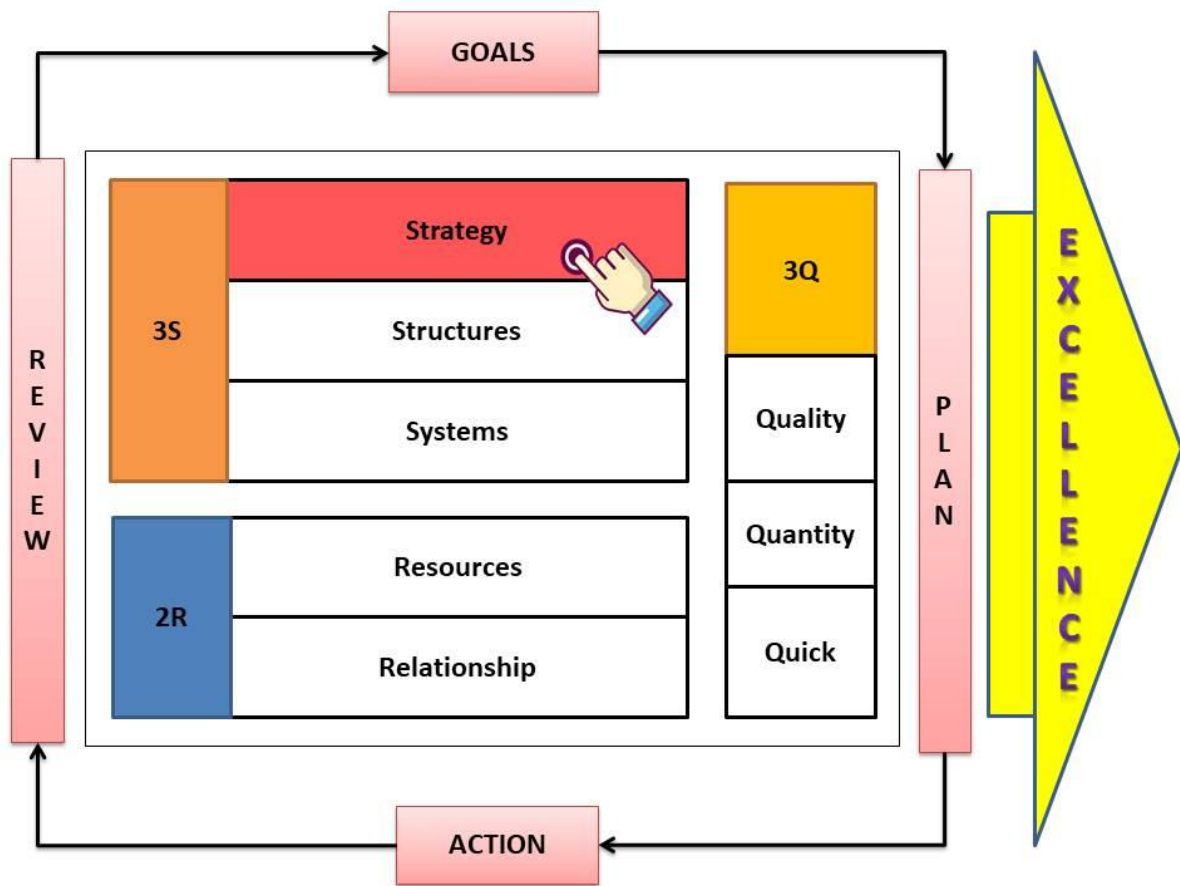 GOALS
REVIEW
3S
Strategy
Structures
Systems
2R
Resources
Relationship
3Q
Quality
Quantity
Quick
PLAN
EXCELLENCE
ACTION